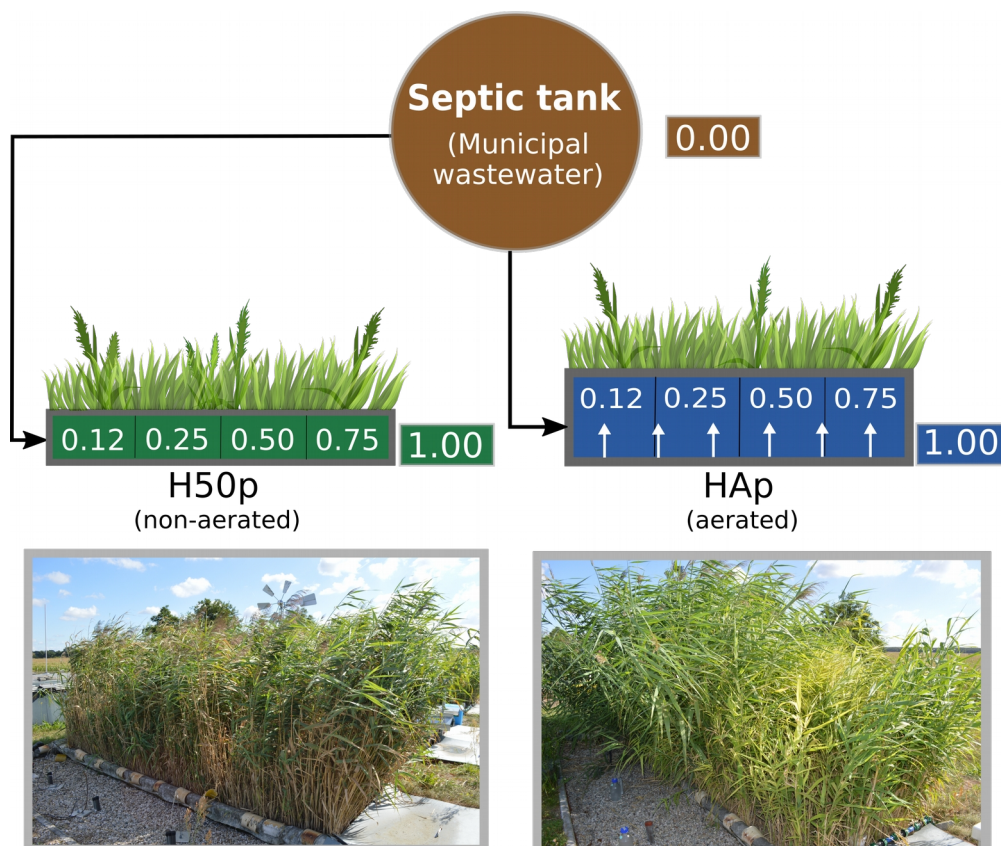 Septic tank
(Municipal
wastewater)
0.00
0.12 0.25 0.50 0.75
1.00
H50p
(non-aerated)
0.12 0.25 0.50 0.75
1.00
HAp
(aerated)